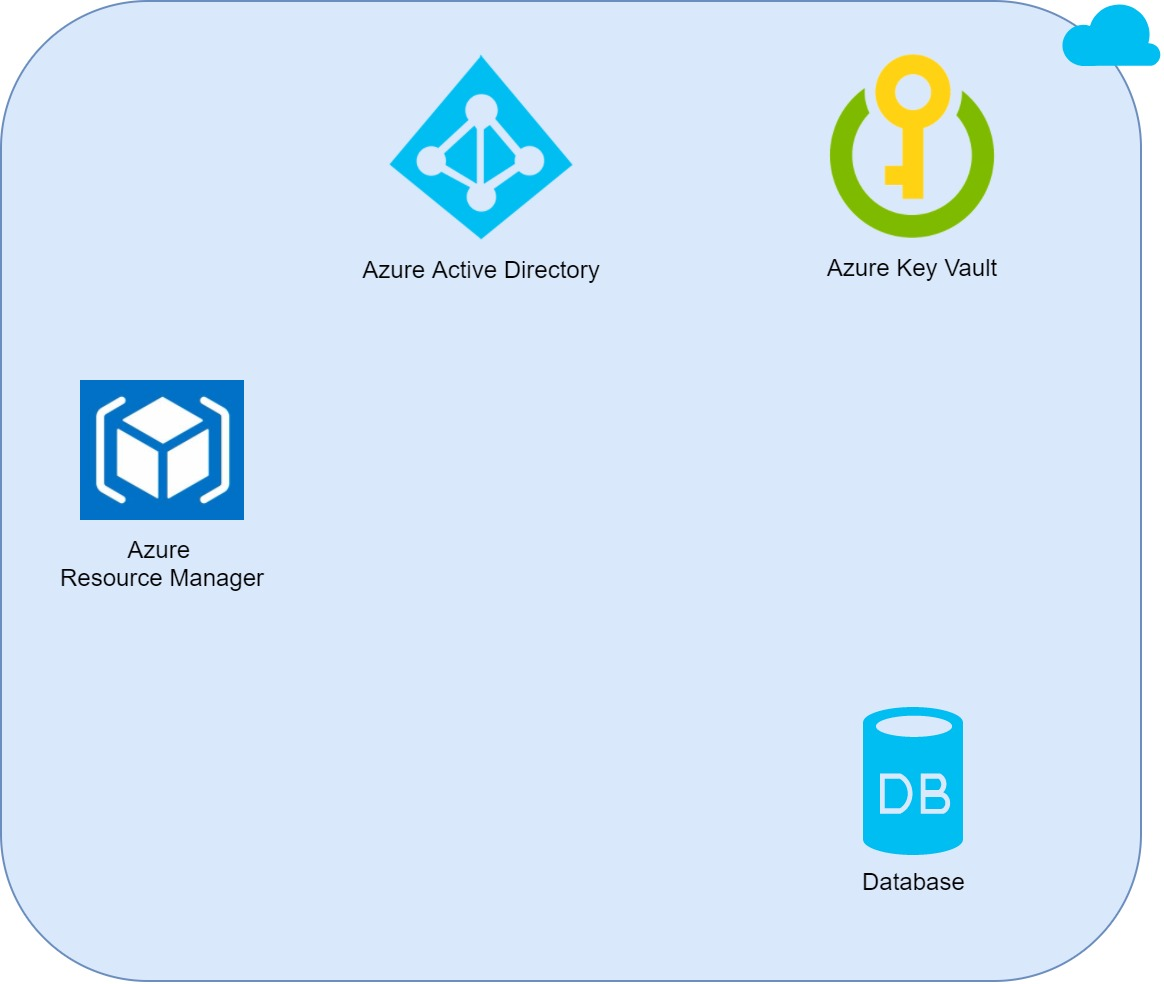 Azure Active Directory
Azure Key Vault
Azure
Resource Manager
DB
Database